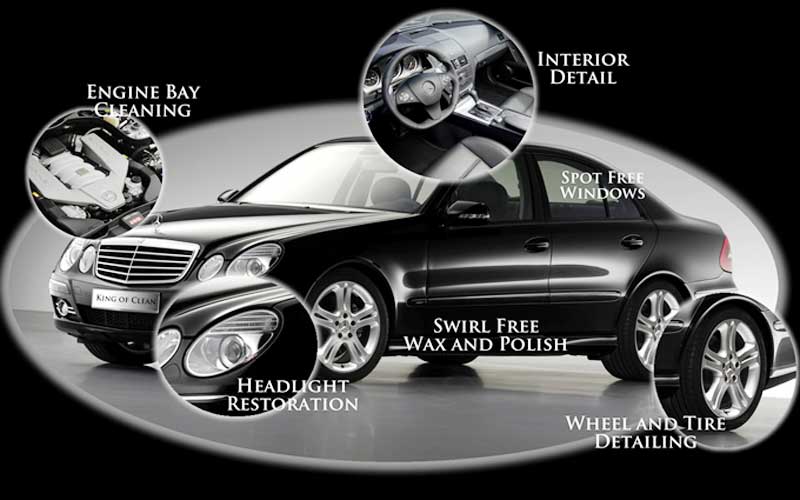 Interior
Detail
Engine Bay
Cleaning
Spot Free
Windows
King of Clean
Swirl Free
Wax and Polish
Headlight
Restoration
Wheel and Tire
Detailing